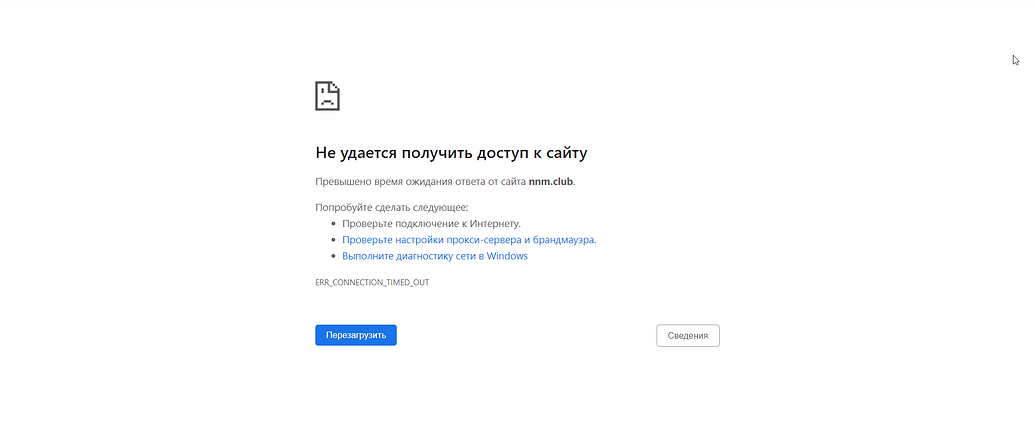 Не удается получить доступ к сайту
Превышено время ожидания ответа от сайта nnm.club.
Попробуйте сделать следующее:
• Проверьте подключение к Интернету.
• Проверьте настройки прокси-сервера и брандмауэра.
• Выполните диагностику сети в Windows
ERR_CONNECTION_TIMED_OUT
Перезагрузить
Сведения